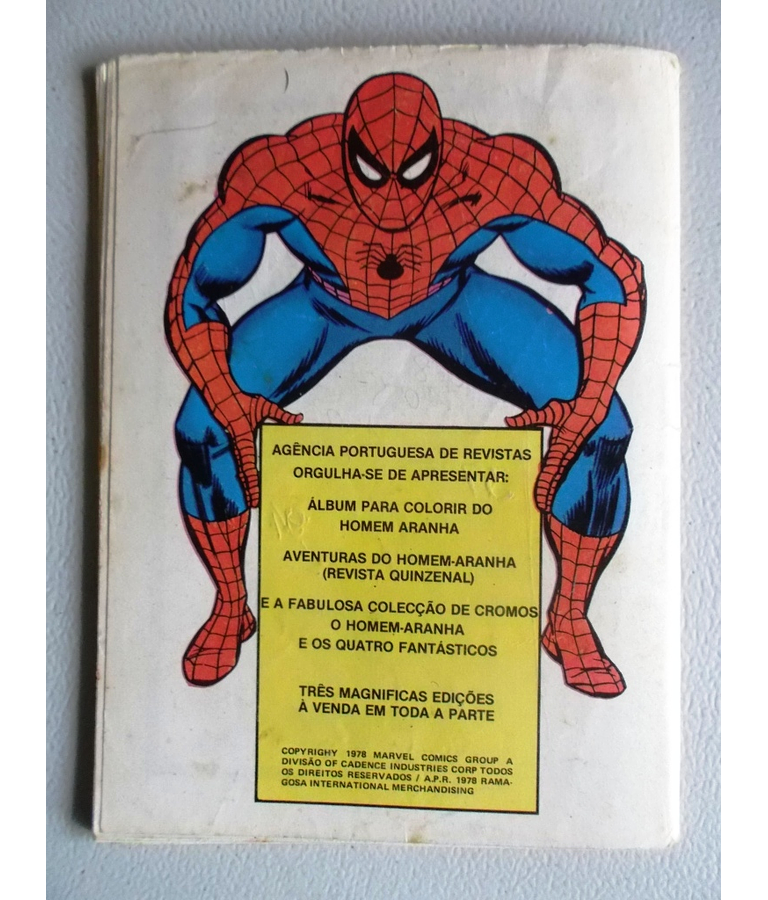 AGÊNCIA PORTUGUESA DE REVISTAS
ORGULHA-SE DE APRESENTAR:
ÁLBUM PARA COLORIR DO
HOMEM ARANHA
AVENTURAS DO HOMEM-ARANHA
(REVISTA QUINZENAL)
E A FABULOSA COLECÇÃO DE CROMOS
O HOMEM-ARANHA
E OS QUATRO FANTÁSTICOS
TRÊS MAGNIFICAS EDIÇÕES
À VENDA EM TODA A PARTE
COPYRIGHY 1978 MARVEL COMICS GROUP A
DIVISÃO OF CADENCE INDUSTRIES CORP TODOS
OS DIREITOS RESERVADOS / A.P.R. 1978 RAMA-
GOSA INTERNATIONAL MERCHANDISING